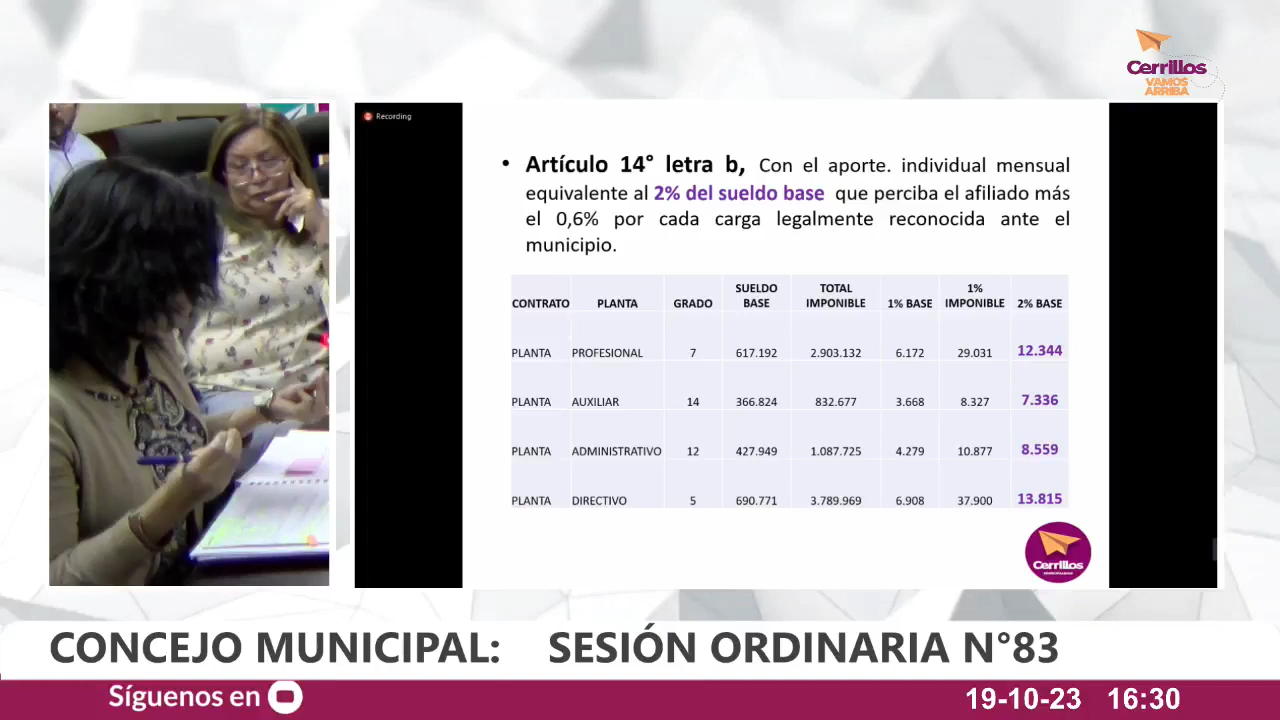 Cerrillos
VAMOS
ARRIBA
Recording
• Artículo 14° letra b, Con el aporte. individual mensual
equivalente al 2% del sueldo base que perciba el afiliado más
el 0,6% por cada carga legalmente reconocida ante el
municipio.
CONTRATO PLANTA GRADO SUELDO BASE TOTAL IMPONIBLE 1% BASE 1% IMPONIBLE 2% BASE
PLANTA PROFESIONAL 7 617.192 2.903.132 6.172 29.031 12.344
PLANTA AUXILIAR 14 366.824 832.677 3.668 8.327 7.336
PLANTA ADMINISTRATIVO 12 427.949 1.087.725 4.279 10.877 8.559
PLANTA DIRECTIVO 5 690.771 3.789.969 6.908 37.900 13.815
Cerrillos
CONCEJO MUNICIPAL: SESIÓN ORDINARIA N°83
Síguenos en
19-10-23 16:30